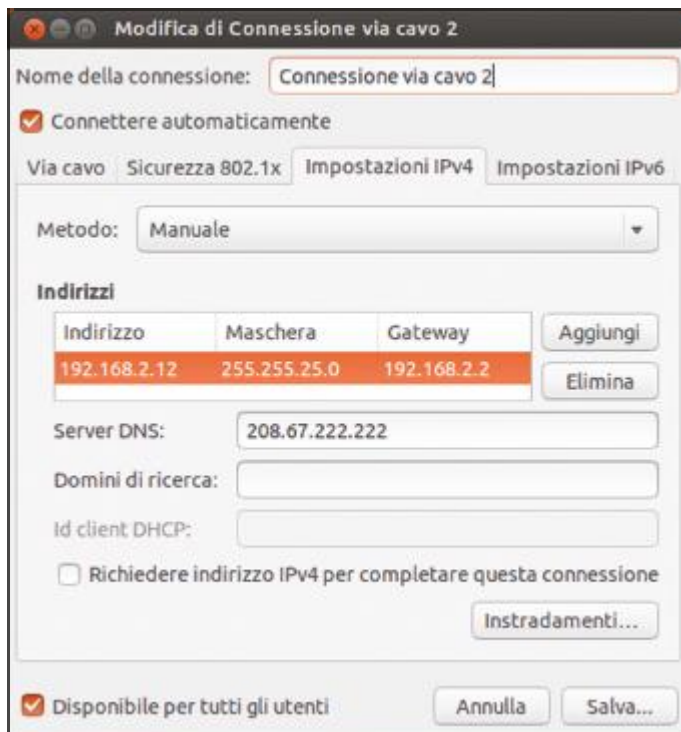 Modifica di Connessione via cavo 2
Nome della connessione: Connessione via cavo 2
Connettere automaticamente
Via cavo Sicurezza 802.1x Impostazioni IPv4 Impostazioni IPv6
Metodo: Manuale
Indirizzi
Indirizzo Maschera Gateway Aggiungi
192.168.2.12 255.255.25.0 192.168.2.2
Elimina
Server DNS: 208.67.222.222
Domini di ricerca:
Id client DHCP:
Richiedere indirizzo IPv4 per completare questa connessione
Instradamenti...
Disponibile per tutti gli utenti Annulla Salva...